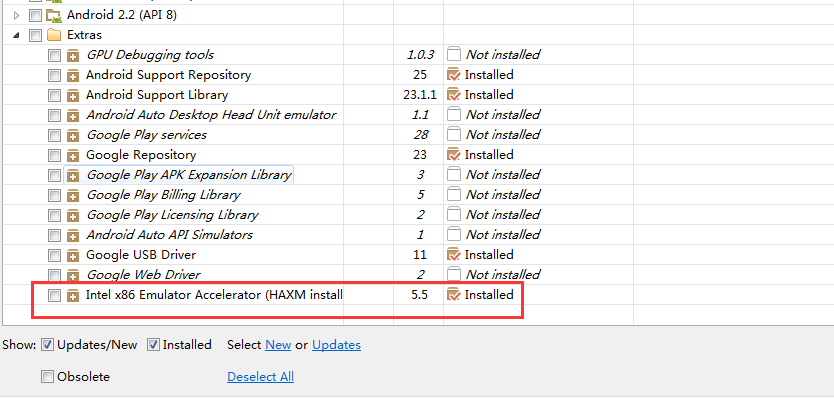 Android 2.2 (API 8)
Extras
GPU Debugging tools 1.0.3 Not installed
Android Support Repository 25 Installed
Android Support Library 23.1.1 Installed
Android Auto Desktop Head Unit emulator 1.1 Not installed
Google Play services 28 Not installed
Google Repository 23 Installed
Google Play APK Expansion Library 3 Not installed
Google Play Billing Library 5 Not installed
Google Play Licensing Library 2 Not installed
Android Auto API Simulators 1 Not installed
Google USB Driver 11 Installed
Google Web Driver 2 Not installed
Intel x86 Emulator Accelerator (HAXM install 5.5 Installed
Show: Updates/New Installed Select New or Updates
Obsolete Deselect All